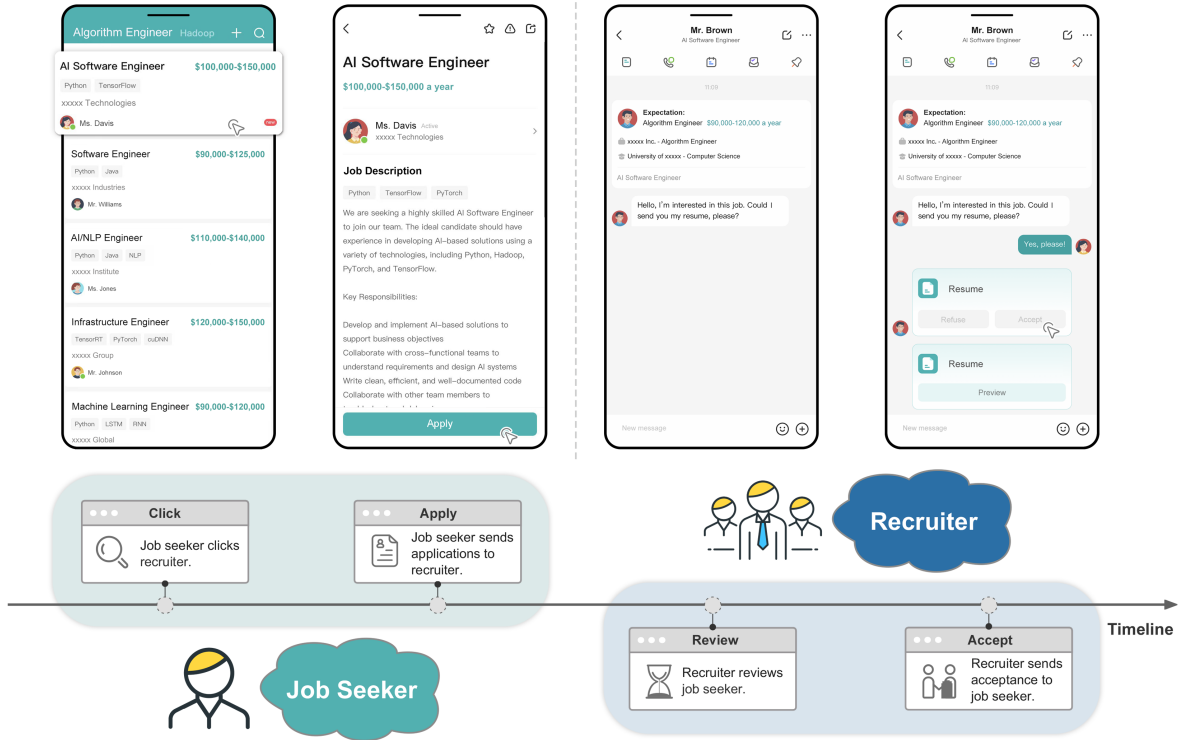 Algorithm Engineer Hadoop
AI Software Engineer $100,000-$150,000
Python TensorFlow
xxxxx Technologies
Ms. Davis new
Software Engineer $90,000-$125,000
Python Java
xxxxx Industries
Mr. Williams
AI/NLP Engineer $110,000-$140,000
Python Java NLP
xxxxx Institute
Ms. Jones
Infrastructure Engineer $120,000-$150,000
TensorRT PyTorch cuDNN
xxxxx Group
Mr. Johnson
Machine Learning Engineer $90,000-$120,000
Python LSTM RNN
xxxxx Global
AI Software Engineer
$100,000-$150,000 a year
Ms. Davis Active
xxxxx Technologies
Job Description
Python TensorFlow PyTorch
We are seeking a highly skilled AI Software Engineer
to join our team. The ideal candidate should have
experience in developing AI-based solutions using a
variety of technologies, including Python, Hadoop,
PyTorch, and TensorFlow.
Key Responsibilities:
Develop and implement AI-based solutions to
support business objectives
Collaborate with cross-functional teams to
understand requirements and design AI systems
Write clean, efficient, and well-documented code
Collaborate with other team members to
Apply
Mr. Brown
AI Software Engineer
11:09
Expectation:
Algorithm Engineer $90,000-120.000 a year
xxxxx Inc. - Algorithm Engineer
University of xxxxx - Computer Science
AI Software Engineer
Hello, I'm interested in this job. Could I
send you my resume, please?
New message
Mr. Brown
AI Software Engineer
11:09
Expectation:
Algorithm Engineer $90,000-120.000 a year
xxxxx Inc. - Algorithm Engineer
University of xxxxx - Computer Science
AI Software Engineer
Hello, I'm interested in this job. Could I
send you my resume, please?
Yes, please!
Resume
Refuse Accept
Resume
Preview
New message
Click
Job seeker clicks
recruiter.
Apply
Job seeker sends
applications to
recruiter.
Recruiter
Timeline
Job Seeker
Review
Recruiter reviews
job seeker.
Accept
Recruiter sends
acceptance to
job seeker.